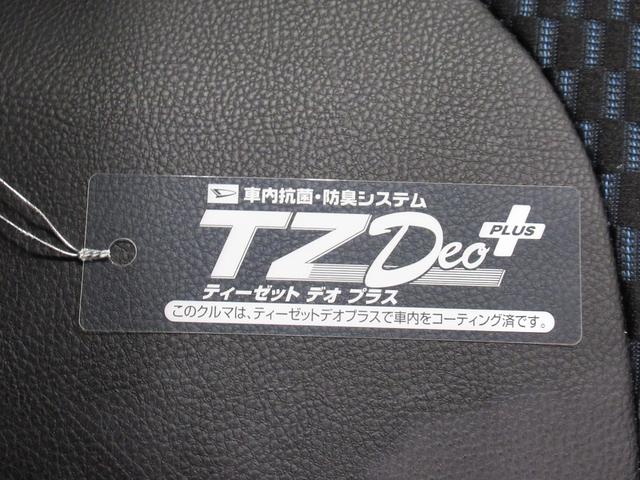 車内抗菌・防臭システム
TZDeo PLUS
ティーゼット デオ プラス
このクルマは、ティーゼットデオプラスで車内をコーティング済です。